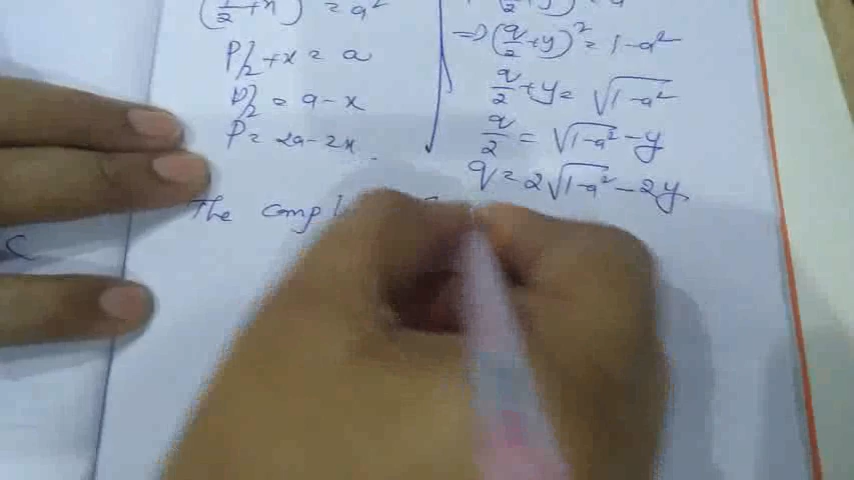 (p/2 + x)² = a²
p/2 + x = a
p/2 = a - x
p = 2a - 2x
⇒ (q/2 + y)² = 1 - a²
q/2 + y = √(1 - a²)
q/2 = √(1 - a²) - y
q = 2√(1 - a²) - 2y
The
C